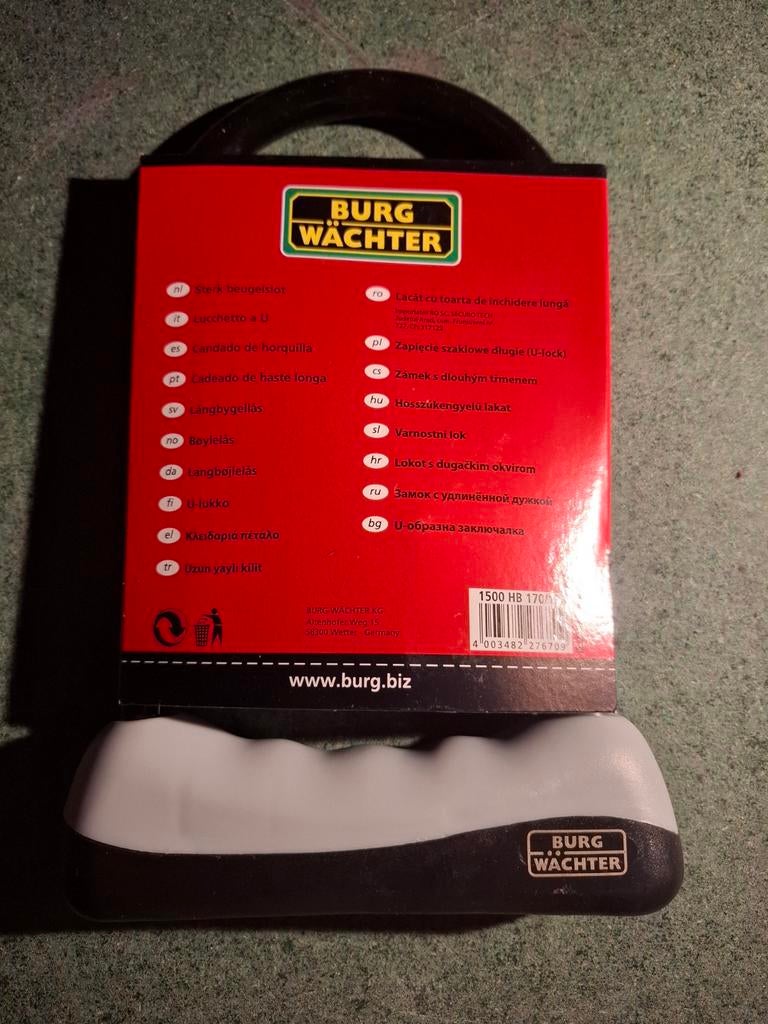 BURG
WÄCHTER
nl Steck beugelslot
it Lucchetto a U
es Candado de horquilla
pt Cadeado de haste longa
sv Långbygellås
no Bøylelås
da Langbøjlelås
fi U-lukko
el Κλειδαριά πέταλο
tr Uzun yaylı kilit
ro Lacăt cu toarta de închidere lungă
pl Zapięcie szaklowe długie (U-lock)
cs Zámek s dlouhým třmenem
hu Hosszúkengyelű lakat
sl Varnostni lok
hr Lokot s dugačkim okvirom
ru Замок с удлинённой дужкой
bg U-образна заключалка
BURG-WÄCHTER KG
Altenhofer Weg 15
58300 Wetter Germany
1500 HB 170/
4 003482 276709
www.burg.biz
BURG
WÄCHTER